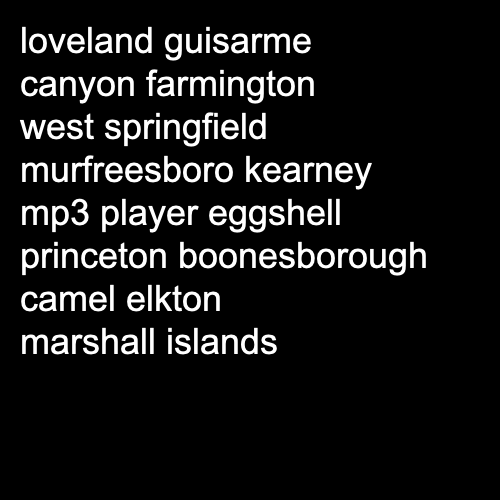 loveland guisarme
canyon farmington
west springfield
murfreesboro kearney
mp3 player eggshell
princeton boonesborough
camel elkton
marshall islands